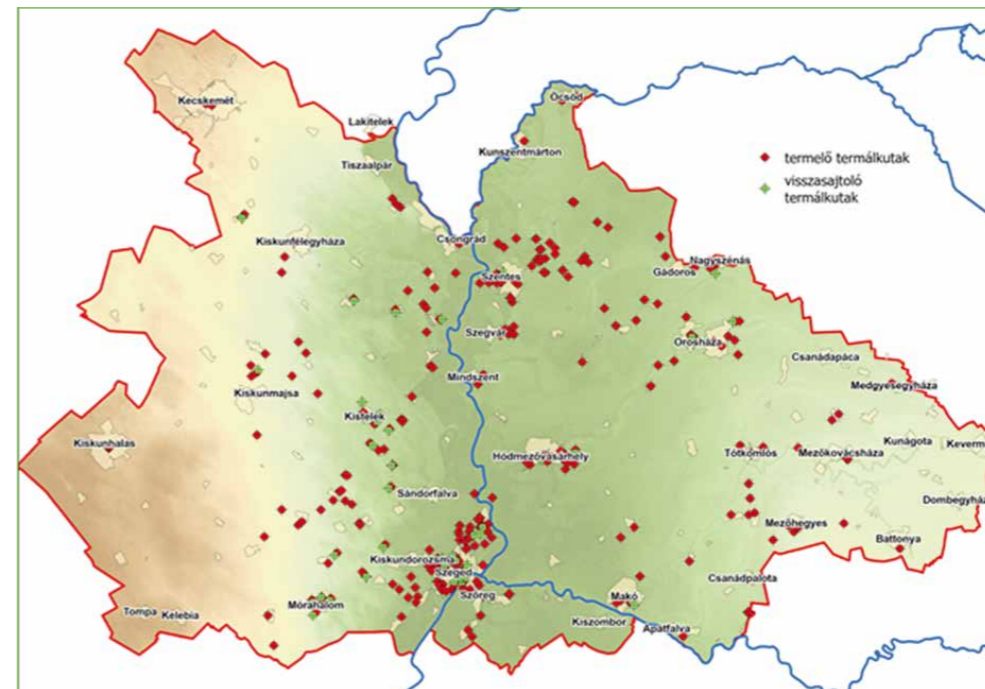 Öcsöd
Kecskemét
Lakitelek
Kunszentmárton
Tiszaalpár
termelő termálkutak
visszasajtoló
termálkutak
Kiskunfélegyháza
Csongrád
Nagyszénás
Gádoros
Szentes
Szegvár
Orosháza
Csanádapáca
Mindszent
Medgyesegyháza
Kiskunmajsa
Kistelek
Kiskunhalas
Kunágota
Keverm
Tótkomlós
Mezőkovácsháza
Hódmezővásárhely
Sándorfalva
Dombegyház
Mezőhegyes
Battonya
Kiskundorozsma
Szeged
Csanádpalota
Szőreg
Makó
Mórahalom
Tompa
Kelebia
Kiszombor
Apátfalva